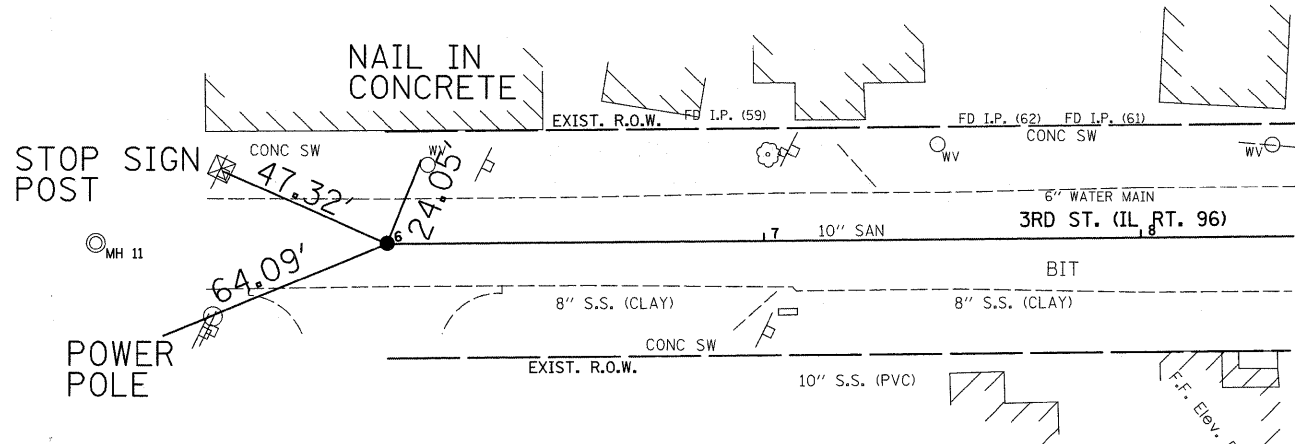 NAIL IN
CONCRETE
EXIST. R.O.W.
FD I.P. (59)
FD I.P. (62)
FD I.P. (61)
CONC SW
CONC SW
STOP SIGN
POST
WV
WV
WV
47.32'
24.05'
6" WATER MAIN
3RD ST. (IL RT. 96)
6
7
10" SAN
8
MH 11
64.09'
BIT
8" S.S. (CLAY)
8" S.S. (CLAY)
POWER
POLE
CONC SW
EXIST. R.O.W.
10" S.S. (PVC)
F.F. Elev.